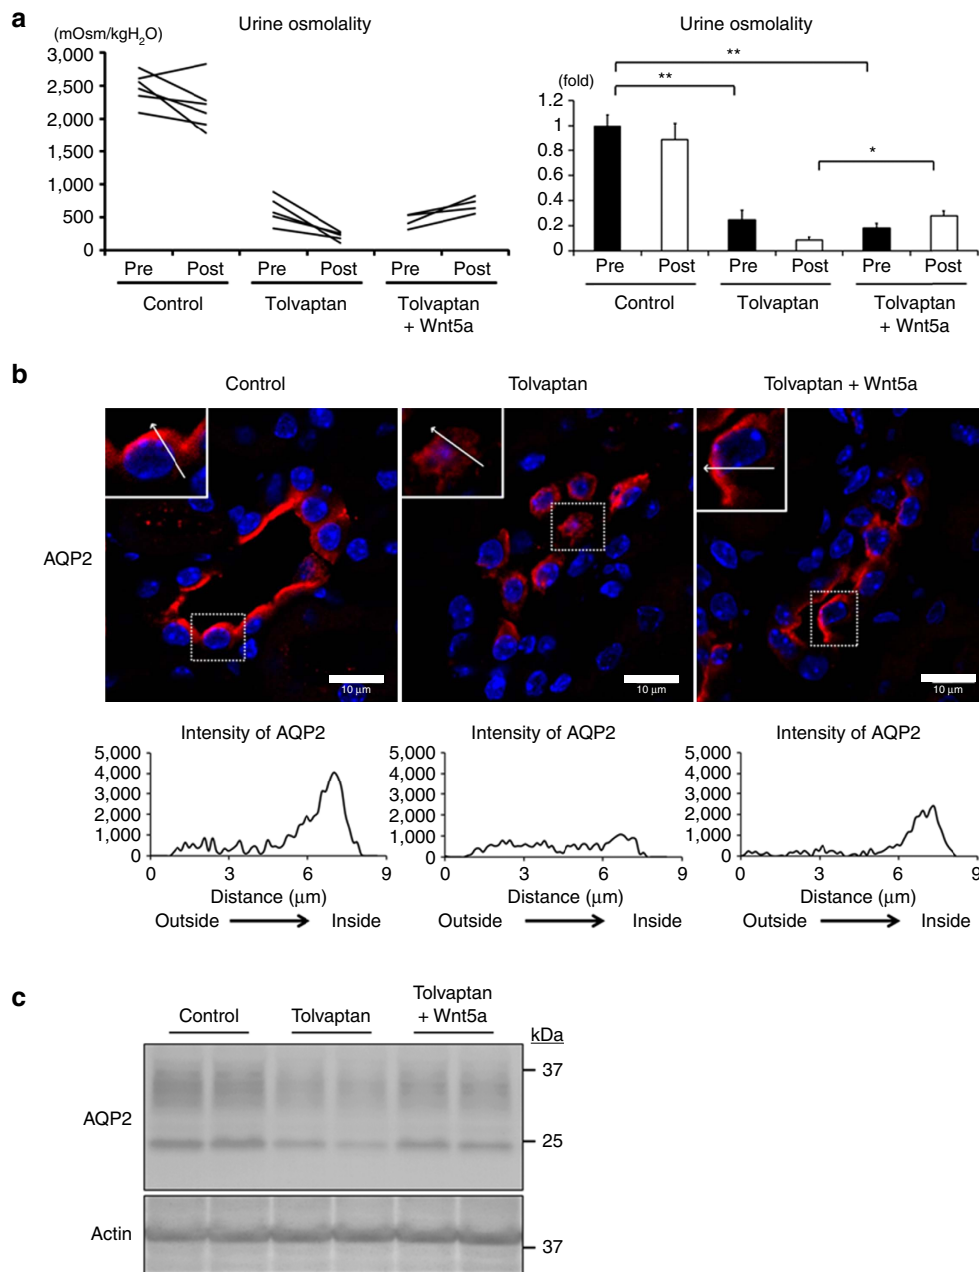 a
Urine osmolality
(mOsm/kgH₂O)
3,000
2,500
2,000
1,500
1,000
500
0
Pre Post Pre Post Pre Post
Control Tolvaptan Tolvaptan
+ Wnt5a
Urine osmolality
(fold)
** 
**
*
1.2
1
0.8
0.6
0.4
0.2
0
Pre Post Pre Post Pre Post
Control Tolvaptan Tolvaptan
+ Wnt5a
b
Control Tolvaptan Tolvaptan + Wnt5a
AQP2
10 μm 10 μm 10 μm
Intensity of AQP2
5,000
4,000
3,000
2,000
1,000
0
0 3 6 9
Distance (μm)
Outside Inside
Intensity of AQP2
5,000
4,000
3,000
2,000
1,000
0
0 3 6 9
Distance (μm)
Outside Inside
Intensity of AQP2
5,000
4,000
3,000
2,000
1,000
0
0 3 6 9
Distance (μm)
Outside Inside
c
Control Tolvaptan Tolvaptan
+ Wnt5a
kDa
37
AQP2
25
Actin
37